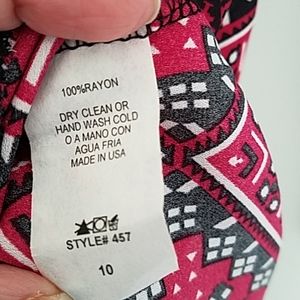 100%RAYON
DRY CLEAN OR
HAND WASH COLD
O A MANO CON
AGUA FRIA
MADE IN USA
STYLE# 457
10